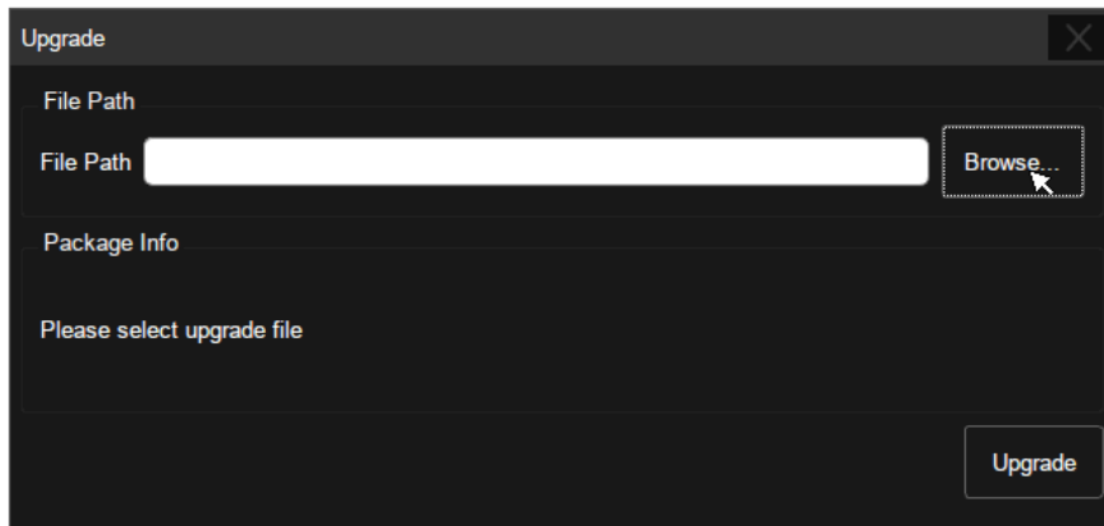 Upgrade
File Path
File Path
Browse...
Package Info
Please select upgrade file
Upgrade